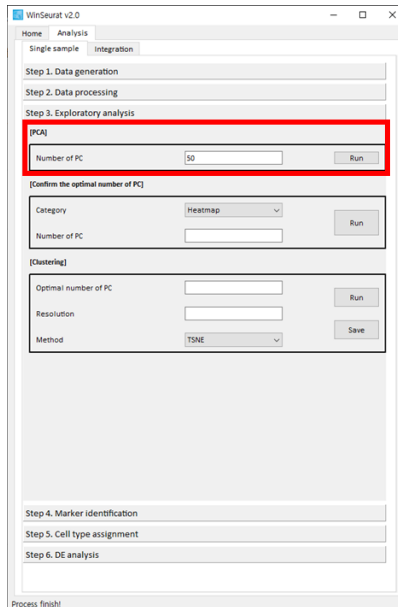 WinSeurat v2.0
Home Analysis
Single sample Integration
Step 1. Data generation
Step 2. Data processing
Step 3. Exploratory analysis
[PCA]
Number of PC 50 Run
[Confirm the optimal number of PC]
Category Heatmap
Run
Number of PC
[Clustering]
Optimal number of PC
Run
Resolution
Save
Method TSNE
Step 4. Marker identification
Step 5. Cell type assignment
Step 6. DE analysis
Process finish!